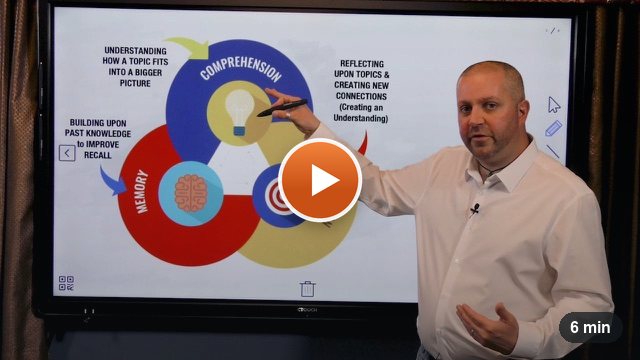 UNDERSTANDING
HOW A TOPIC FITS
INTO A BIGGER
PICTURE
COMPREHENSION
REFLECTING
UPON TOPICS &
CREATING NEW
CONNECTIONS
(Creating an
Understanding)
BUILDING UPON
PAST KNOWLEDGE
to IMPROVE
RECALL
MEMORY
6 min